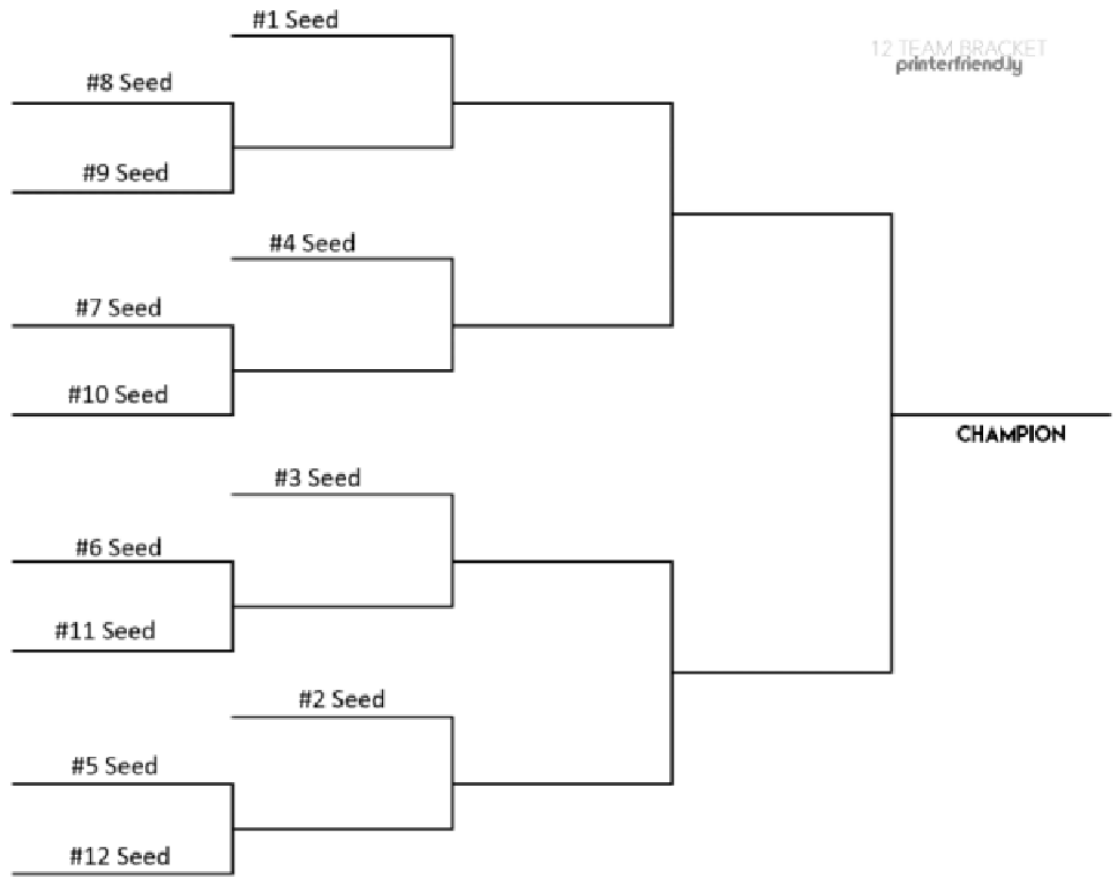 #1 Seed
12 TEAM BRACKET
printerfriend.ly
#8 Seed
#9 Seed
#4 Seed
#7 Seed
#10 Seed
CHAMPION
#3 Seed
#6 Seed
#11 Seed
#2 Seed
#5 Seed
#12 Seed